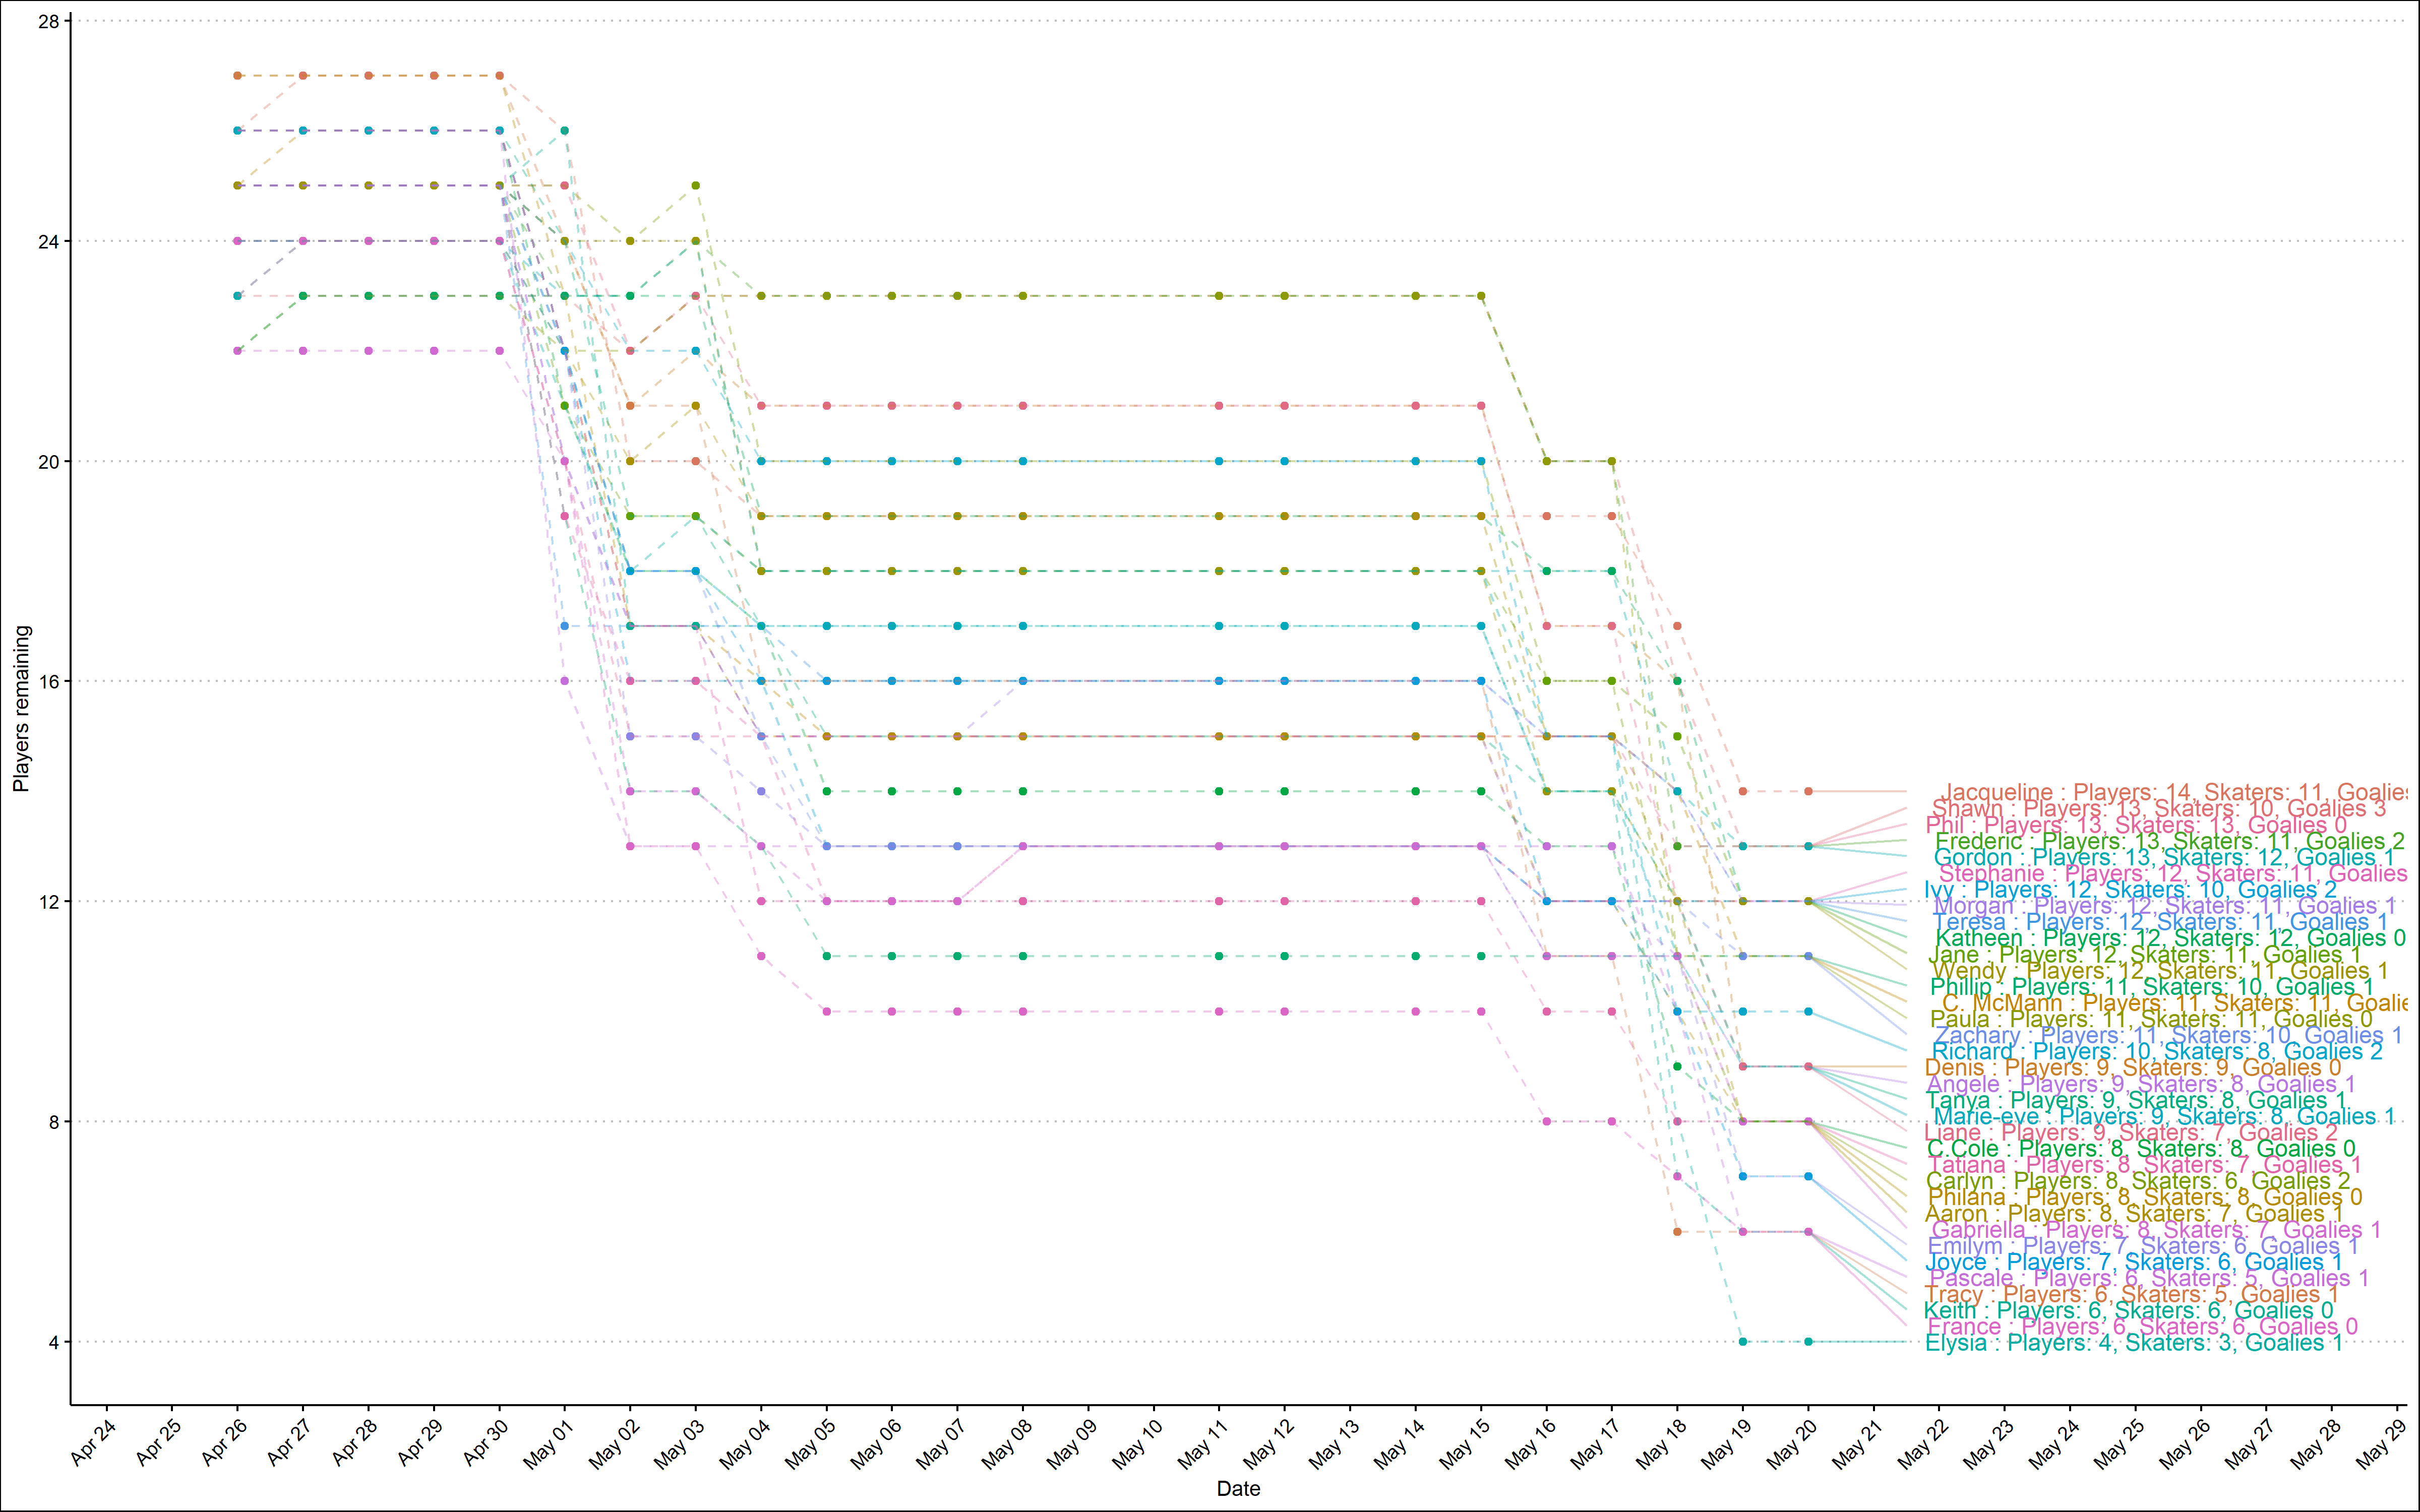 28
24
20
16
12
8
4
Players remaining
Jacqueline : Players: 14, Skaters: 11, Goalies
Shawn : Players: 13, Skaters: 10, Goalies 3
Phil : Players: 13, Skaters: 13, Goalies 0
Frederic : Players: 13, Skaters: 11, Goalies 2
Gordon : Players: 13, Skaters: 12, Goalies 1
Stephanie : Players: 12, Skaters: 11, Goalies
Ivy : Players: 12, Skaters: 10, Goalies 2
Morgan : Players: 12, Skaters: 11, Goalies 1
Teresa : Players: 12, Skaters: 11, Goalies 1
Katheen : Players: 12, Skaters: 12, Goalies 0
Jane : Players: 12, Skaters: 11, Goalies 1
Wendy : Players: 12, Skaters: 11, Goalies 1
Phillip : Players: 11, Skaters: 10, Goalies 1
C. McMann : Players: 11, Skaters: 11, Goalie
Paula : Players: 11, Skaters: 11, Goalies 0
Zachary : Players: 11, Skaters: 10, Goalies 1
Richard : Players: 10, Skaters: 8, Goalies 2
Denis : Players: 9, Skaters: 9, Goalies 0
Angele : Players: 9, Skaters: 8, Goalies 1
Tanya : Players: 9, Skaters: 8, Goalies 1
Marie-eve : Players: 9, Skaters: 8, Goalies 1
Liane : Players: 9, Skaters: 7, Goalies 2
C.Cole : Players: 8, Skaters: 8, Goalies 0
Tatiana : Players: 8, Skaters: 7, Goalies 1
Carlyn : Players: 8, Skaters: 6, Goalies 2
Philana : Players: 8, Skaters: 8, Goalies 0
Aaron : Players: 8, Skaters: 7, Goalies 1
Gabriella : Players: 8, Skaters: 7, Goalies 1
Emilym : Players: 7, Skaters: 6, Goalies 1
Joyce : Players: 7, Skaters: 6, Goalies 1
Pascale : Players: 6, Skaters: 5, Goalies 1
Tracy : Players: 6, Skaters: 5, Goalies 1
Keith : Players: 6, Skaters: 6, Goalies 0
France : Players: 6, Skaters: 6, Goalies 0
Elysia : Players: 4, Skaters: 3, Goalies 1
Apr 24
Apr 25
Apr 26
Apr 27
Apr 28
Apr 29
Apr 30
May 01
May 02
May 03
May 04
May 05
May 06
May 07
May 08
May 09
May 10
May 11
May 12
May 13
May 14
May 15
May 16
May 17
May 18
May 19
May 20
May 21
May 22
May 23
May 24
May 25
May 26
May 27
May 28
May 29
Date